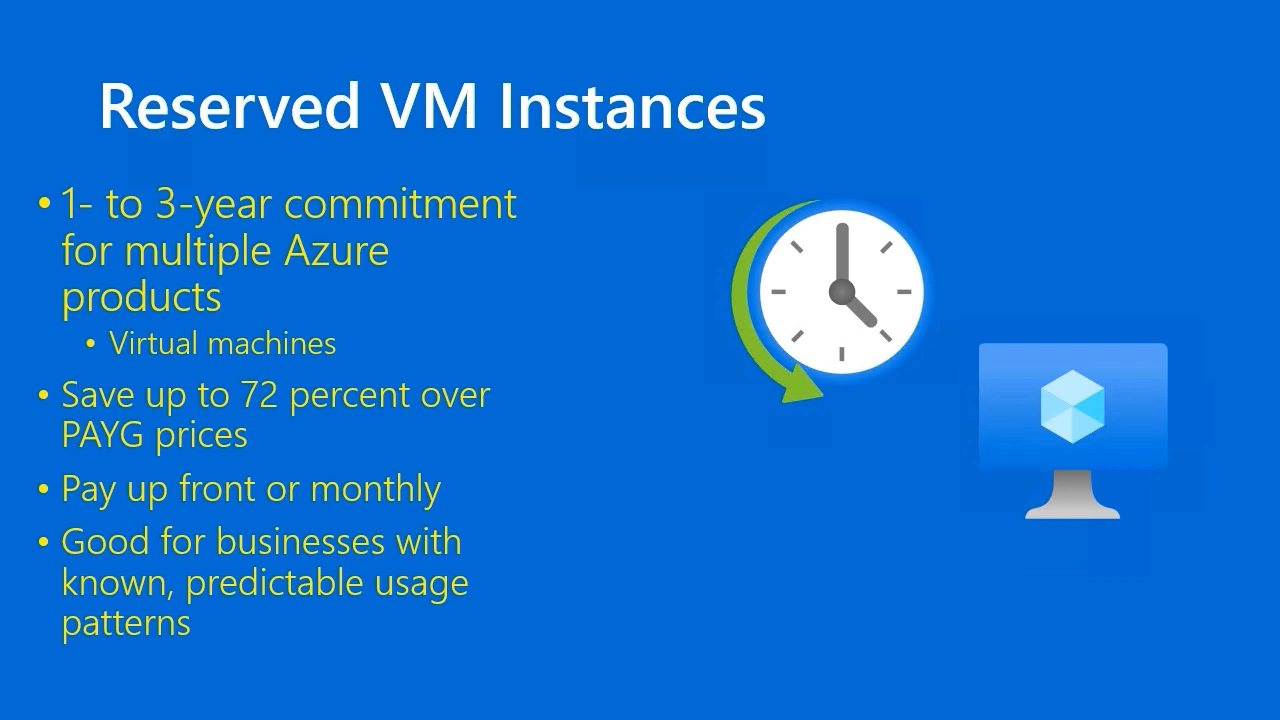 Reserved VM Instances
• 1- to 3-year commitment
for multiple Azure
products
• Virtual machines
• Save up to 72 percent over
PAYG prices
• Pay up front or monthly
• Good for businesses with
known, predictable usage
patterns